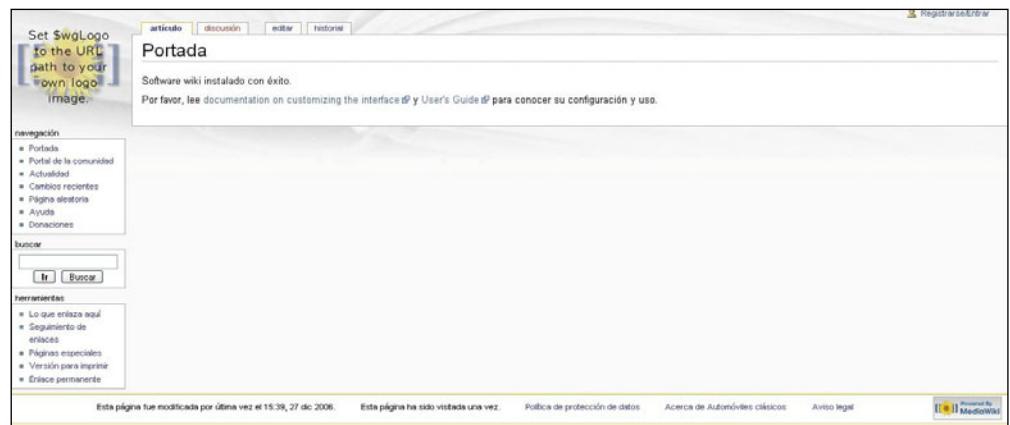 Registrarse/Entrar
Set $wgLogo
to the URL
path to your
own logo
image.
artículo discusión editar historial
Portada
Software wiki instalado con éxito.
Por favor, lee documentation on customizing the interface y User's Guide para conocer su configuración y uso.
navegación
Portada
Portal de la comunidad
Actualidad
Cambios recientes
Página aleatoria
Ayuda
Donaciones
buscar
Ir Buscar
herramientas
Lo que enlaza aquí
Seguimiento de
enlaces
Páginas especiales
Versión para imprimir
Enlace permanente
Esta página fue modificada por última vez el 15:39, 27 dic 2006. Esta página ha sido visitada una vez. Política de protección de datos Acerca de Automóviles clásicos Aviso legal
Powered By
MediaWiki